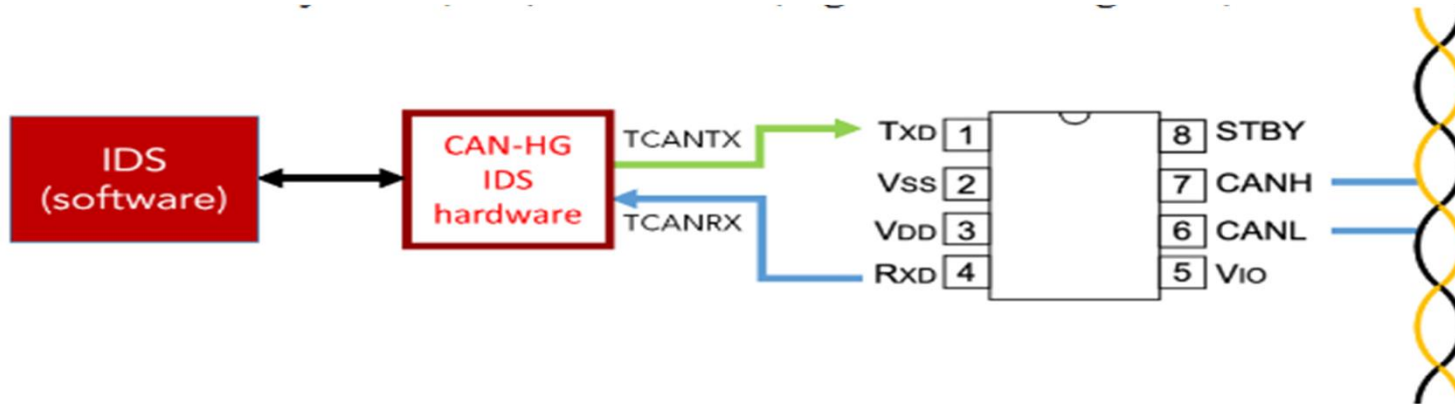 IDS
(software)
CAN-HG
IDS
hardware
TCANTX
TCANRX
TXD 1
VSS 2
VDD 3
RXD 4
8 STBY
7 CANH
6 CANL
5 VIO